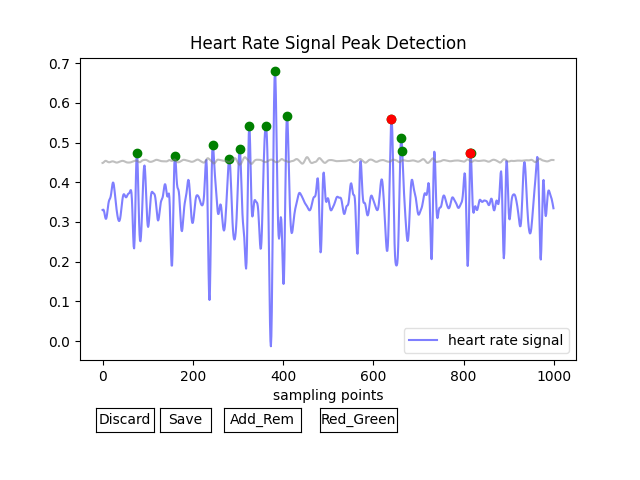 Heart Rate Signal Peak Detection
0.7
0.6
0.5
0.4
0.3
0.2
0.1
0.0
heart rate signal
0 200 400 600 800 1000
sampling points
Discard Save Add_Rem Red_Green